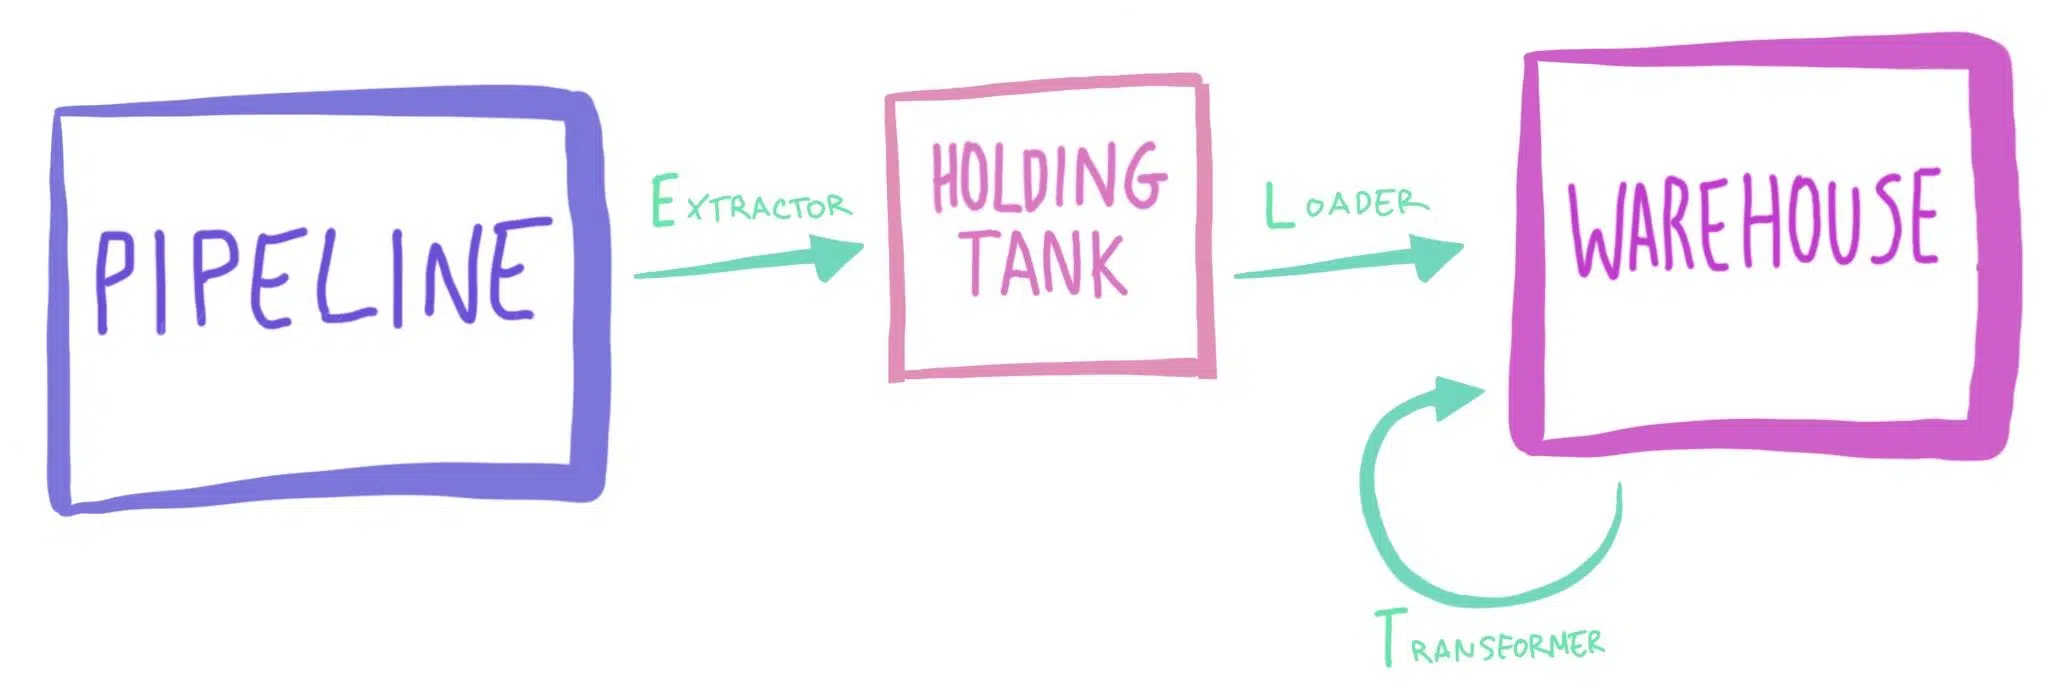 PIPELINE
EXTRACTOR
HOLDING
TANK
LOADER
WAREHOUSE
TRANSFORMER